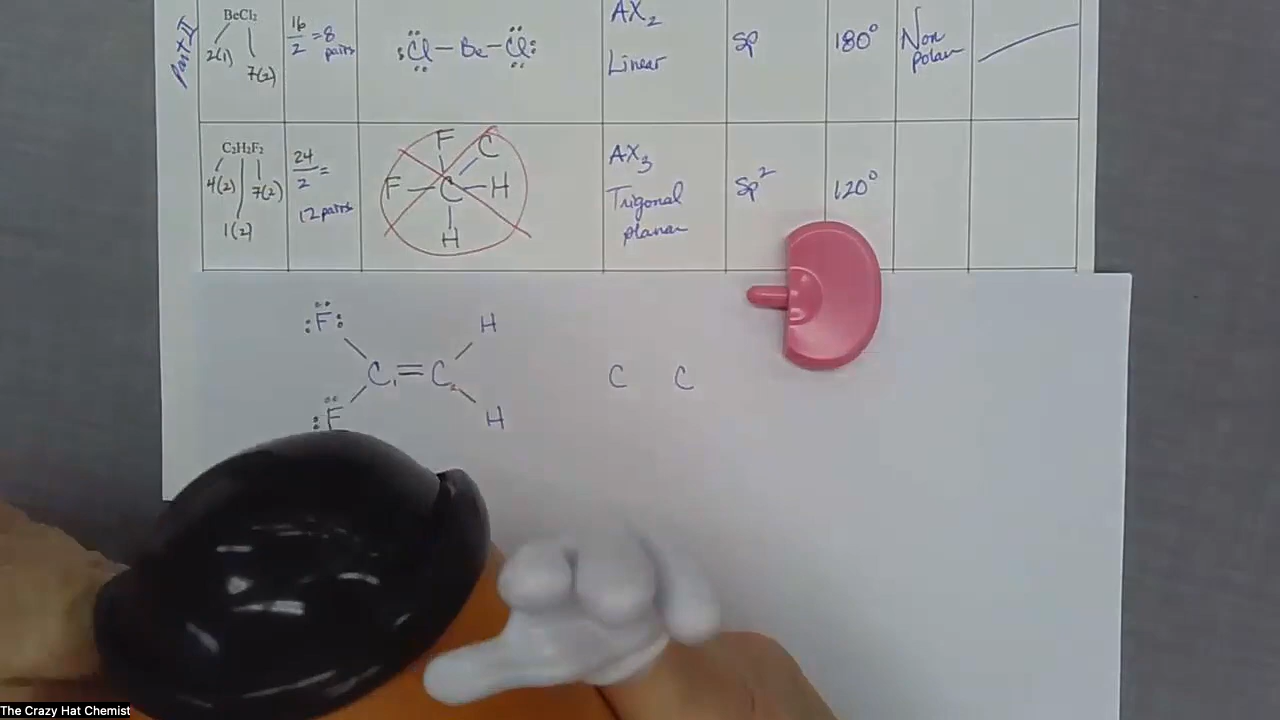 Part II
BeCl₂
2(1)
7(2)
16/2 = 8
pairs
:Cl — Be — Cl:
AX₂
Linear
sp
180°
Non
polar
C₂H₂F₂
4(2) 7(2)
1(2)
24/2 =
12 pairs
F C
F — C — H
H
AX₃
Trigonal
planar
Sp²
120°
:F: H
C₁=C₂ C C
:F H
The Crazy Hat Chemist